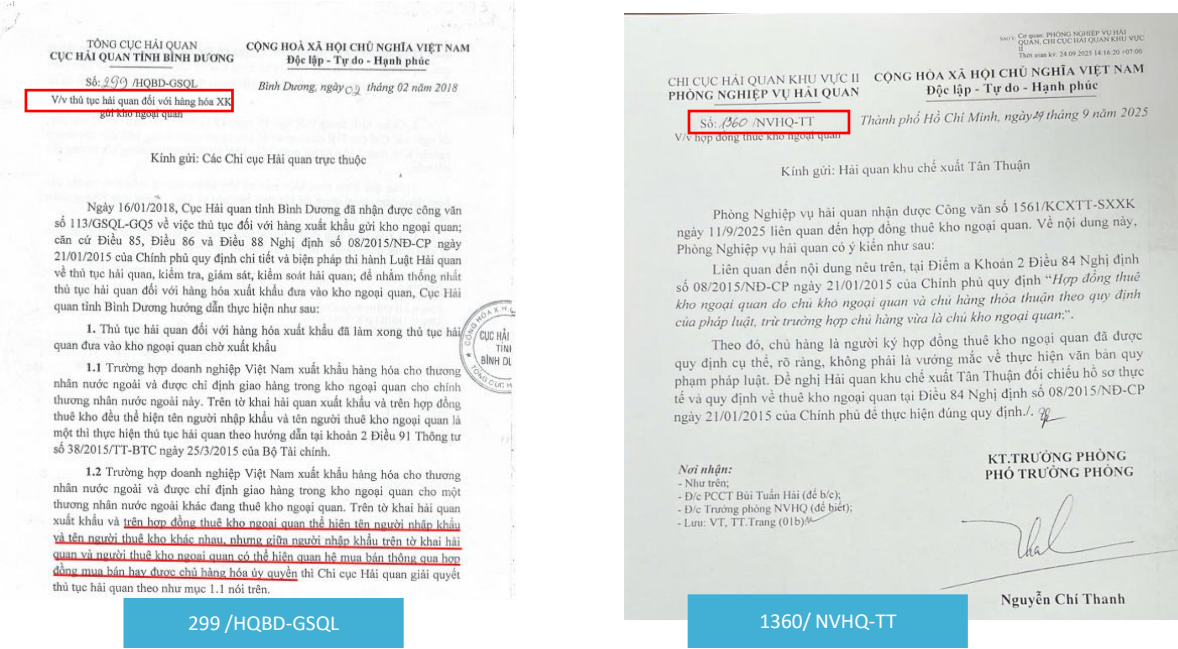 TỔNG CỤC HẢI QUAN
CỤC HẢI QUAN TỈNH BÌNH DƯƠNG
CỘNG HOÀ XÃ HỘI CHỦ NGHĨA VIỆT NAM
Độc lập - Tự do - Hạnh phúc
Số: 299 /HQBD-GSQL
V/v thủ tục hải quan đối với hàng hóa XK
gửi kho ngoại quan
Bình Dương, ngày 02 tháng 02 năm 2018
Kính gửi: Các Chi cục Hải quan trực thuộc
Ngày 16/01/2018, Cục Hải quan tỉnh Bình Dương đã nhận được công văn
số 113/GSQL-GQ5 về việc thủ tục đối với hàng xuất khẩu gửi kho ngoại quan;
căn cứ Điều 85, Điều 86 và Điều 88 Nghị định số 08/2015/NĐ-CP ngày
21/01/2015 của Chính phủ quy định chi tiết và biện pháp thi hành Luật Hải quan
về thủ tục hải quan, kiểm tra, giám sát, kiểm soát hải quan; để nhằm thống nhất
thủ tục hải quan đối với hàng hóa xuất khẩu đưa vào kho ngoại quan, Cục Hải
quan tỉnh Bình Dương hướng dẫn thực hiện như sau:
1. Thủ tục hải quan đối với hàng hóa xuất khẩu đã làm xong thủ tục hải
quan đưa vào kho ngoại quan chờ xuất khẩu
1.1 Trường hợp doanh nghiệp Việt Nam xuất khẩu hàng hóa cho thương
nhân nước ngoài và được chỉ định giao hàng trong kho ngoại quan cho chính
thương nhân nước ngoài này. Trên tờ khai hải quan xuất khẩu và trên hợp đồng
thuê kho đều thể hiện tên người nhập khẩu và tên người thuê kho ngoại quan là
một thì thực hiện thủ tục hải quan theo hướng dẫn tại khoản 2 Điều 91 Thông tư
số 38/2015/TT-BTC ngày 25/3/2015 của Bộ Tài chính.
1.2 Trường hợp doanh nghiệp Việt Nam xuất khẩu hàng hóa cho thương
nhân nước ngoài và được chỉ định giao hàng trong kho ngoại quan cho một
thương nhân nước ngoài khác đang thuê kho ngoại quan. Trên tờ khai hải quan
xuất khẩu và trên hợp đồng thuê kho ngoại quan thể hiện tên người nhập khẩu
và tên người thuê kho khác nhau, nhưng giữa người nhập khẩu trên tờ khai hải
quan và người thuê kho ngoại quan có thể hiện quan hệ mua bán thông qua hợp
đồng mua bán hay được chủ hàng hóa ủy quyền thì Chi cục Hải quan giải quyết
thủ tục hải quan theo như mục 1.1 nói trên.
CỤC HẢI
TỈNH
BÌNH DƯ
299 /HQBD-GSQL
Cơ quan: PHÒNG NGHIỆP VỤ HẢI
QUAN, CHI CỤC HẢI QUAN KHU VỰC
II
Thời gian ký: 24.09.2025 14:16:20 +07:00
CHI CỤC HẢI QUAN KHU VỰC II
PHÒNG NGHIỆP VỤ HẢI QUAN
CỘNG HÒA XÃ HỘI CHỦ NGHĨA VIỆT NAM
Độc lập - Tự do - Hạnh phúc
Số: 1360 /NVHQ-TT
V/v hợp đồng thuê kho ngoại quan
Thành phố Hồ Chí Minh, ngày 24 tháng 9 năm 2025
Kính gửi: Hải quan khu chế xuất Tân Thuận
Phòng Nghiệp vụ hải quan nhận được Công văn số 1561/KCXTT-SXXK
ngày 11/9/2025 liên quan đến hợp đồng thuê kho ngoại quan. Về nội dung này,
Phòng Nghiệp vụ hải quan có ý kiến như sau:
Liên quan đến nội dung nêu trên, tại Điểm a Khoản 2 Điều 84 Nghị định
số 08/2015/NĐ-CP ngày 21/01/2015 của Chính phủ quy định “Hợp đồng thuê
kho ngoại quan do chủ kho ngoại quan và chủ hàng thỏa thuận theo quy định
của pháp luật, trừ trường hợp chủ hàng vừa là chủ kho ngoại quan;”.
Theo đó, chủ hàng là người ký hợp đồng thuê kho ngoại quan đã được
quy định cụ thể, rõ ràng, không phải là vướng mắc về thực hiện văn bản quy
phạm pháp luật. Đề nghị Hải quan khu chế xuất Tân Thuận đối chiếu hồ sơ thực
tế và quy định về thuê kho ngoại quan tại Điều 84 Nghị định số 08/2015/NĐ-CP
ngày 21/01/2015 của Chính phủ để thực hiện đúng quy định./.
Nơi nhận:
- Như trên;
- Đ/c PCCT Bùi Tuấn Hải (để b/c);
- Đ/c Trưởng phòng NVHQ (để biết);
- Lưu: VT, TT.Trang (01b)
KT.TRƯỞNG PHÒNG
PHÓ TRƯỞNG PHÒNG
Nguyễn Chí Thanh
1360/ NVHQ-TT